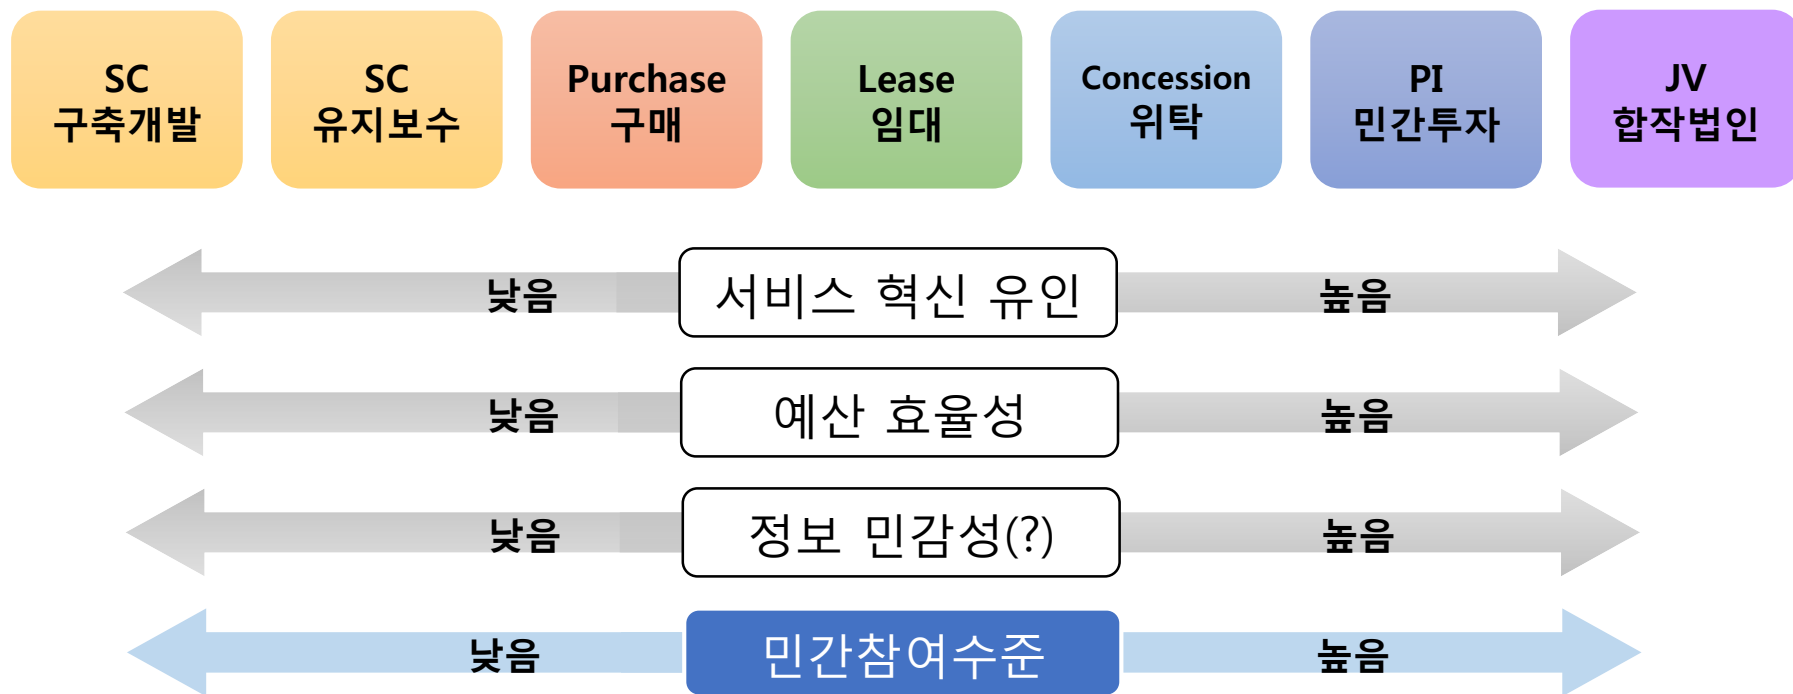 SC
구축개발
SC
유지보수
Purchase
구매
Lease
임대
Concession
위탁
PI
민간투자
JV
합작법인
낮음 서비스 혁신 유인 높음
낮음 예산 효율성 높음
낮음 정보 민감성(?) 높음
낮음 민간참여수준 높음